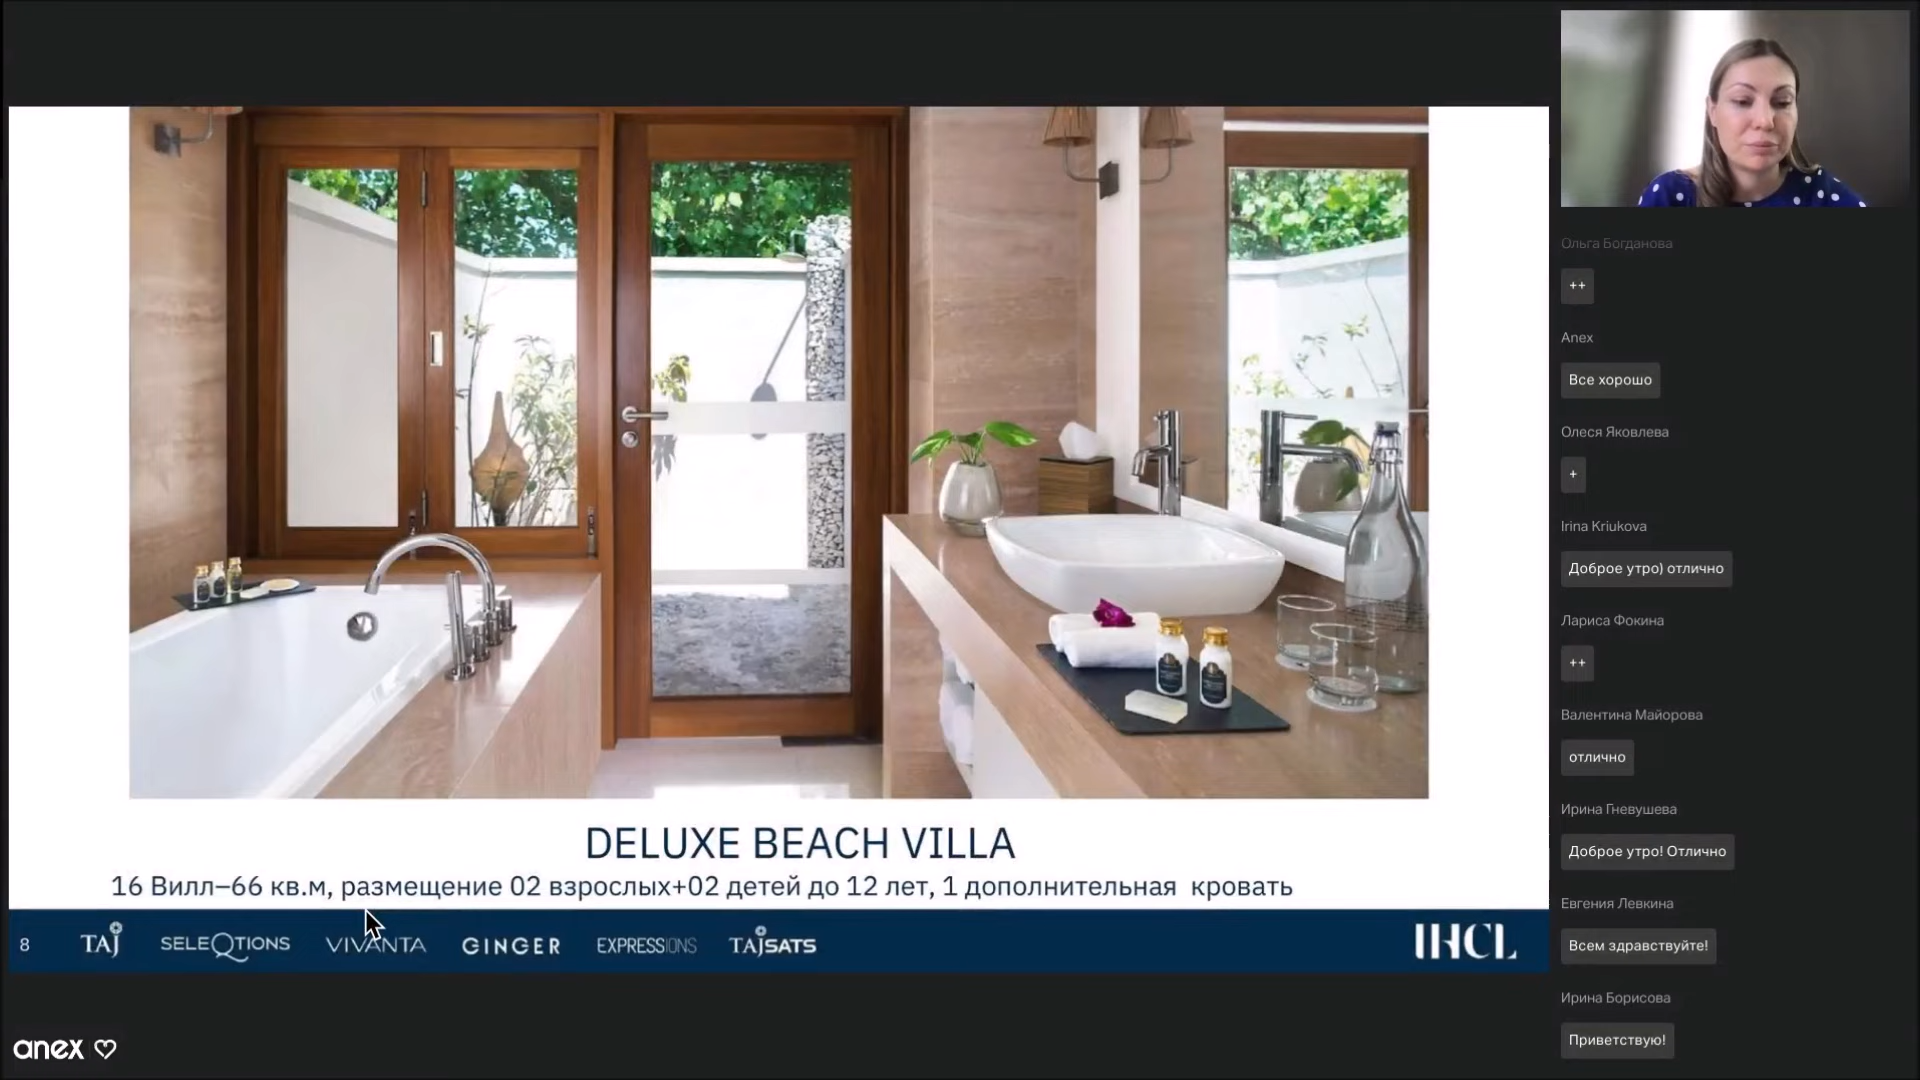 DELUXE BEACH VILLA
16 Вилл–66 кв.м, размещение 02 взрослых+02 детей до 12 лет, 1 дополнительная кровать
8 TAJ SELEQTIONS VIVANTA GINGER EXPRESSIONS TAJSATS IHCL
anex
Ольга Богданова
++
Anex
Все хорошо
Олеся Яковлева
+
Irina Kriukova
Доброе утро) отлично
Лариса Фокина
++
Валентина Майорова
отлично
Ирина Гневушева
Доброе утро! Отлично
Евгения Левкина
Всем здравствуйте!
Ирина Борисова
Приветствую!